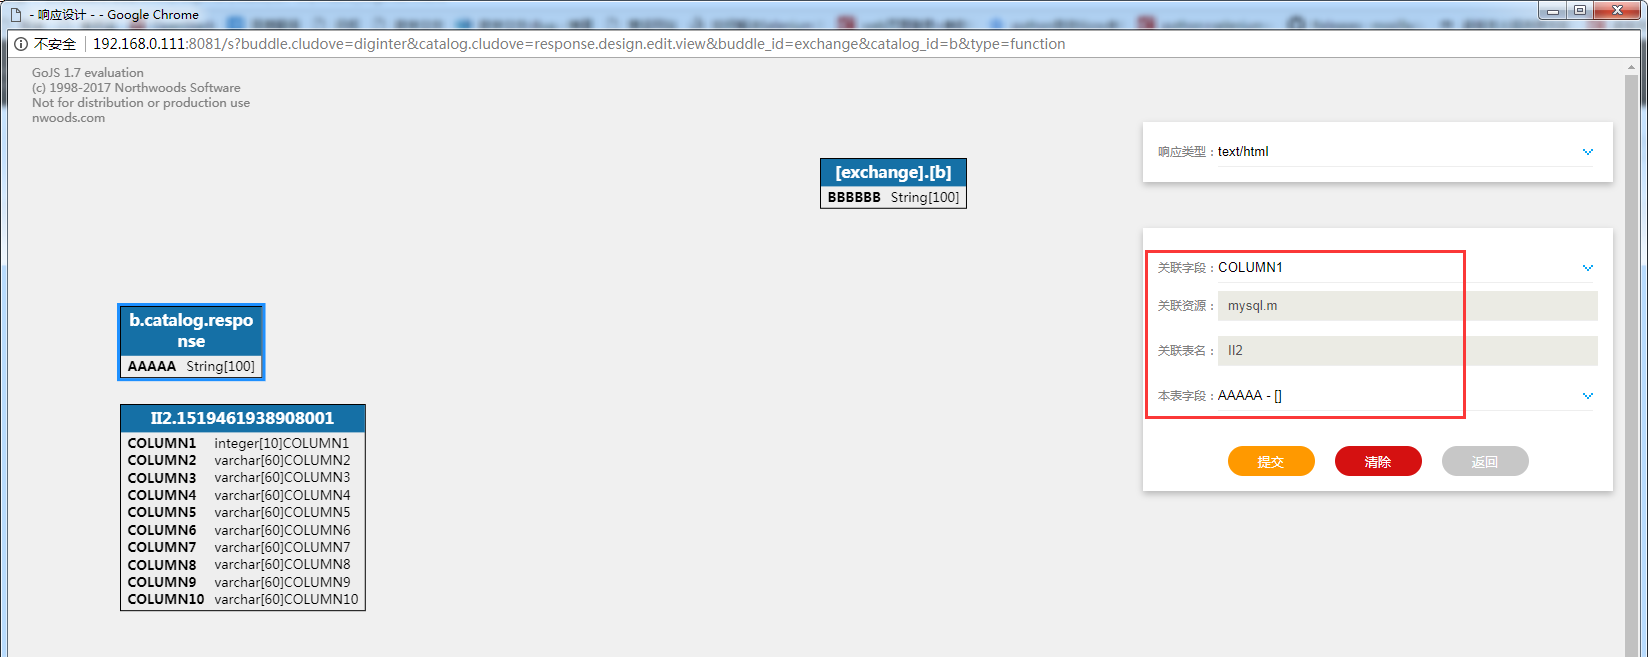 - 响应设计 - - Google Chrome
不安全 192.168.0.111:8081/s?buddle.cludove=diginter&catalog.cludove=response.design.edit.view&buddle_id=exchange&catalog_id=b&type=function
GoJS 1.7 evaluation
(c) 1998-2017 Northwoods Software
Not for distribution or production use
nwoods.com
响应类型：text/html
[exchange].[b]
BBBBBB String[100]
关联字段：COLUMN1
关联资源：mysql.m
关联表名：II2
本表字段：AAAAA - []
提交 清除 返回
b.catalog.respo
nse
AAAAA String[100]
II2.1519461938908001
COLUMN1 integer[10]COLUMN1
COLUMN2 varchar[60]COLUMN2
COLUMN3 varchar[60]COLUMN3
COLUMN4 varchar[60]COLUMN4
COLUMN5 varchar[60]COLUMN5
COLUMN6 varchar[60]COLUMN6
COLUMN7 varchar[60]COLUMN7
COLUMN8 varchar[60]COLUMN8
COLUMN9 varchar[60]COLUMN9
COLUMN10 varchar[60]COLUMN10